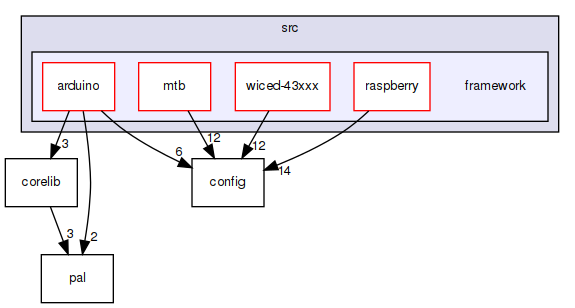 src
arduino
mtb
wiced-43xxx
raspberry
framework
3
6
12
12
14
corelib
config
3
2
pal